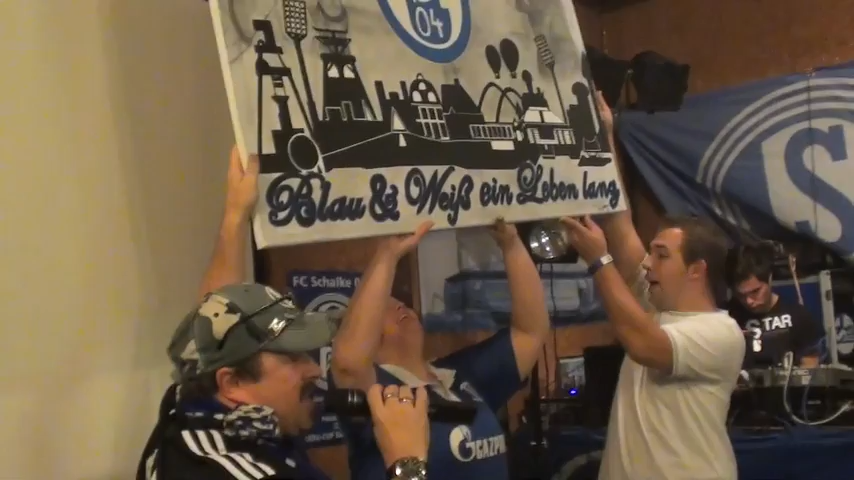 04
Blau & Weiß ein Leben lang
FC Schalke
S
STAR
GAZPR